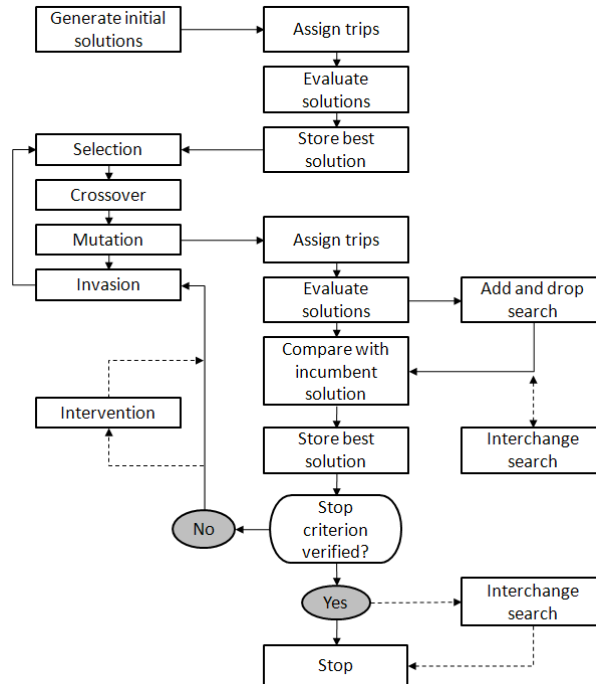 Generate initial
solutions
Assign trips
Evaluate
solutions
Store best
solution
Selection
Crossover
Mutation
Invasion
Assign trips
Evaluate
solutions
Add and drop
search
Compare with
incumbent
solution
Intervention
Interchange
search
Store best
solution
No
Stop
criterion
verified?
Yes
Interchange
search
Stop